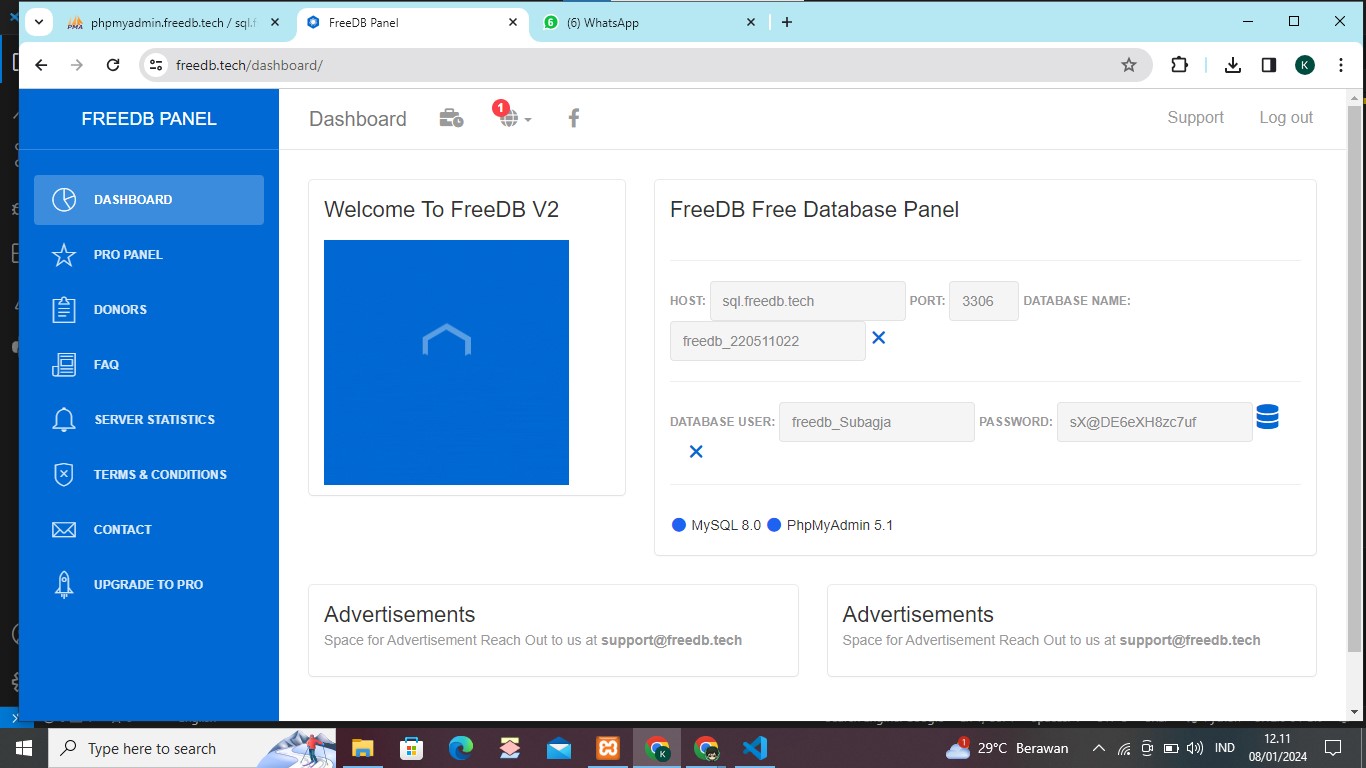 phpmyadmin.freedb.tech / sql.f
FreeDB Panel
(6) WhatsApp
freedb.tech/dashboard/
K
FREEDB PANEL
Dashboard
1
Support
Log out
DASHBOARD
PRO PANEL
DONORS
FAQ
SERVER STATISTICS
TERMS & CONDITIONS
CONTACT
UPGRADE TO PRO
Welcome To FreeDB V2
FreeDB Free Database Panel
HOST: sql.freedb.tech PORT: 3306 DATABASE NAME:
freedb_220511022
DATABASE USER: freedb_Subagja PASSWORD: sX@DE6eXH8zc7uf
MySQL 8.0 PhpMyAdmin 5.1
Advertisements
Space for Advertisement Reach Out to us at support@freedb.tech
Advertisements
Space for Advertisement Reach Out to us at support@freedb.tech
Type here to search
1
29°C Berawan
IND
12.11
08/01/2024